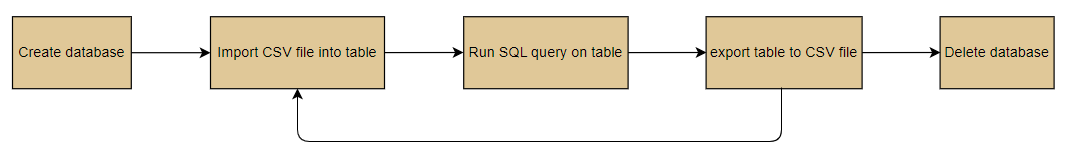 Create database
Import CSV file into table
Run SQL query on table
export table to CSV file
Delete database